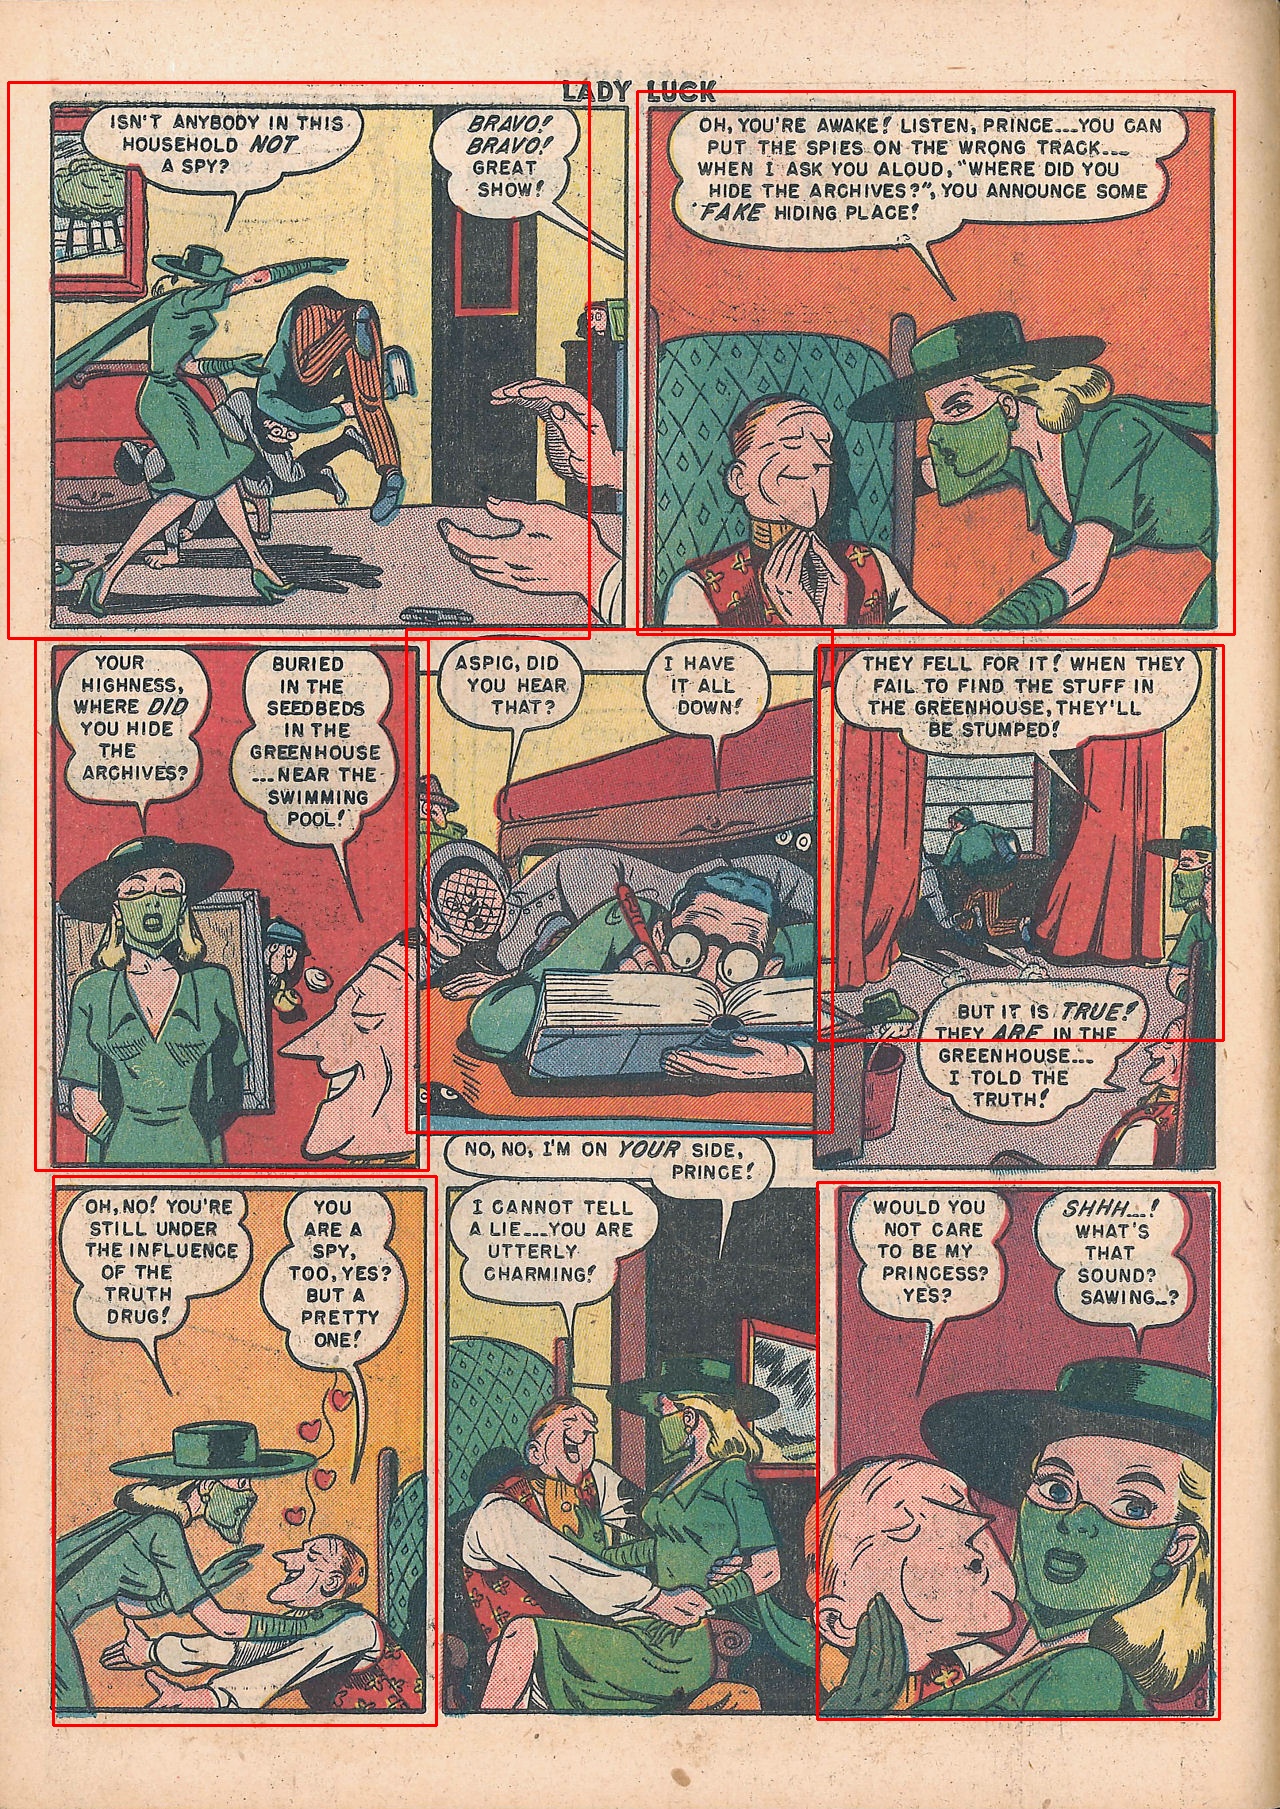 LADY LUCK
ISN'T ANYBODY IN THIS
HOUSEHOLD NOT
A SPY?
BRAVO!
BRAVO!
GREAT
SHOW!
OH, YOU'RE AWAKE! LISTEN, PRINCE...YOU CAN
PUT THE SPIES ON THE WRONG TRACK...
WHEN I ASK YOU ALOUD, "WHERE DID YOU
HIDE THE ARCHIVES?", YOU ANNOUNCE SOME
FAKE HIDING PLACE!
YOUR
HIGHNESS,
WHERE DID
YOU HIDE
THE
ARCHIVES?
BURIED
IN THE
SEEDBEDS
IN THE
GREENHOUSE
...NEAR THE
SWIMMING
POOL!
ASPIC, DID
YOU HEAR
THAT?
I HAVE
IT ALL
DOWN!
THEY FELL FOR IT! WHEN THEY
FAIL TO FIND THE STUFF IN
THE GREENHOUSE, THEY'LL
BE STUMPED!
BUT IT IS TRUE!
THEY ARE IN THE
GREENHOUSE...
I TOLD THE
TRUTH!
OH, NO! YOU'RE
STILL UNDER
THE INFLUENCE
OF THE
TRUTH
DRUG!
YOU
ARE A
SPY,
TOO, YES?
BUT A
PRETTY
ONE!
I CANNOT TELL
A LIE...YOU ARE
UTTERLY
CHARMING!
NO, NO, I'M ON YOUR SIDE,
PRINCE!
WOULD YOU
NOT CARE
TO BE MY
PRINCESS?
YES?
SHHH...!
WHAT'S
THAT
SOUND?
SAWING...?
8